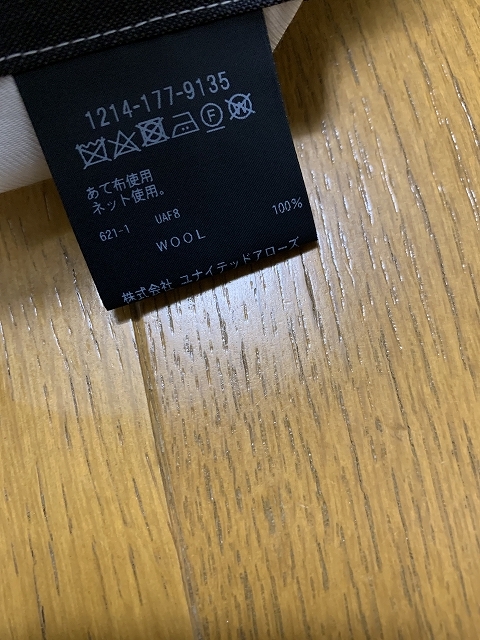 1214-177-9135
あて布使用
ネット使用。
621-1 UAF8 100%
WOOL
株式会社 ユナイテッドアローズ